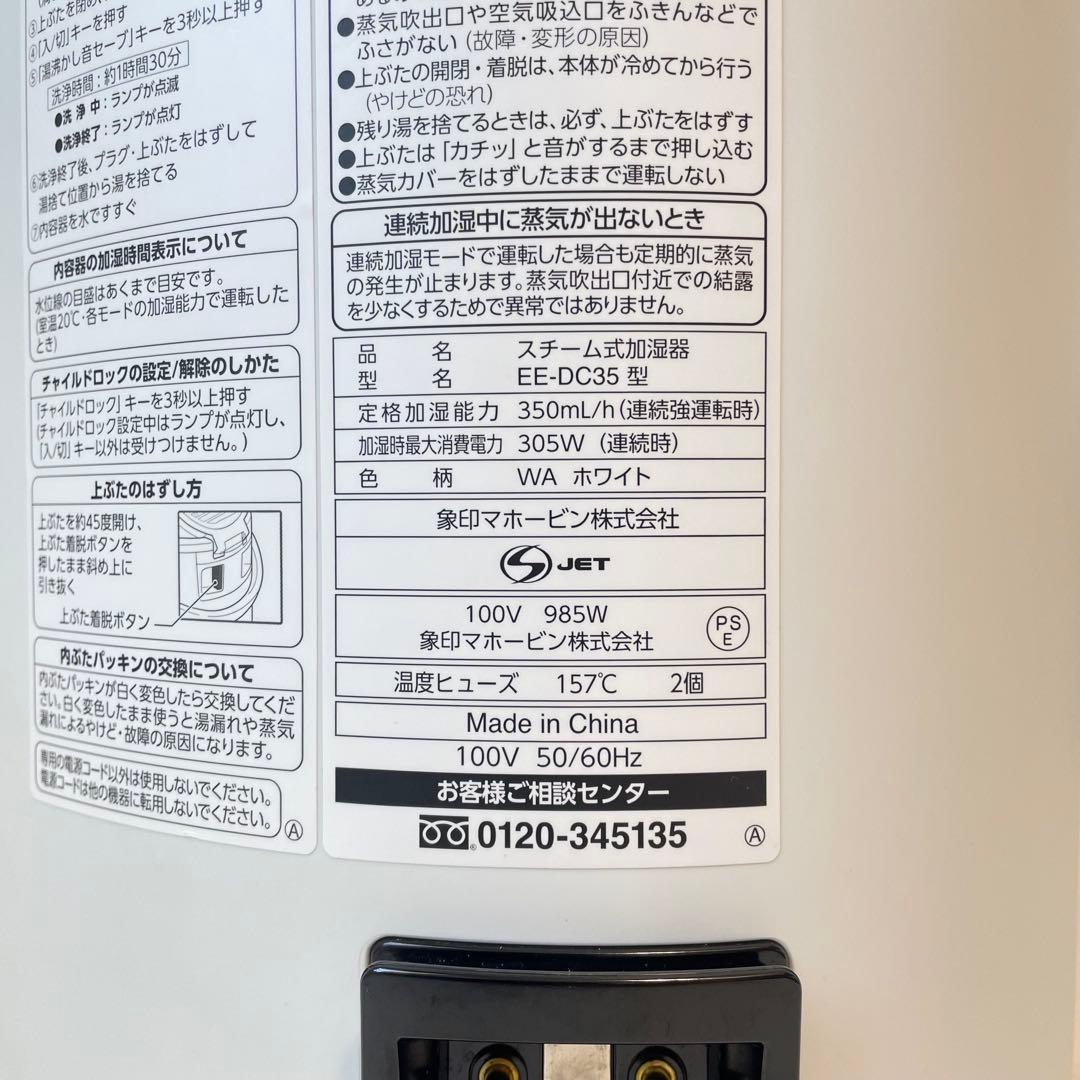 ③上ぶたを閉め、
④「入/切」キーを押す
⑤「湯沸かし音セーブ」キーを3秒以上押す
洗浄時間：約1時間30分
●洗 浄 中：ランプが点滅
●洗浄終了：ランプが点灯
⑥洗浄終了後、プラグ・上ぶたをはずして
湯捨て位置から湯を捨てる
⑦内容器を水ですすぐ
内容器の加湿時間表示について
水位線の目盛はあくまで目安です。
(室温20℃・各モードの加湿能力で運転した
とき)
チャイルドロックの設定/解除のしかた
「チャイルドロック」キーを3秒以上押す
(チャイルドロック設定中はランプが点灯し、
「入/切」キー以外は受けつけません。)
上ぶたのはずし方
上ぶたを約45度開け、
上ぶた着脱ボタンを
押したまま斜め上に
引き抜く
上ぶた着脱ボタン
内ぶたパッキンの交換について
内ぶたパッキンが白く変色したら交換してくだ
さい。白く変色したまま使うと湯漏れや蒸気
漏れによるやけど・故障の原因になります。
専用の電源コード以外は使用しないでください。
電源コードは他の機器に転用しないでください。
Ⓐ
●蒸気吹出口や空気吸込口をふきんなどで
ふさがない（故障・変形の原因）
●上ぶたの開閉・着脱は、本体が冷めてから行う
（やけどの恐れ）
●残り湯を捨てるときは、必ず、上ぶたをはずす
●上ぶたは「カチッ」と音がするまで押し込む
●蒸気カバーをはずしたままで運転しない
連続加湿中に蒸気が出ないとき
連続加湿モードで運転した場合も定期的に蒸気
の発生が止まります。蒸気吹出口付近での結露
を少なくするためで異常ではありません。
品 名 スチーム式加湿器
型 名 EE-DC35 型
定格加湿能力 350mL/h（連続強運転時）
加湿時最大消費電力 305W （連続時）
色 柄 WA ホワイト
象印マホービン株式会社
JET
100V 985W
象印マホービン株式会社
PS
E
温度ヒューズ 157℃ 2個
Made in China
100V 50/60Hz
お客様ご相談センター
0120-345135
Ⓐ